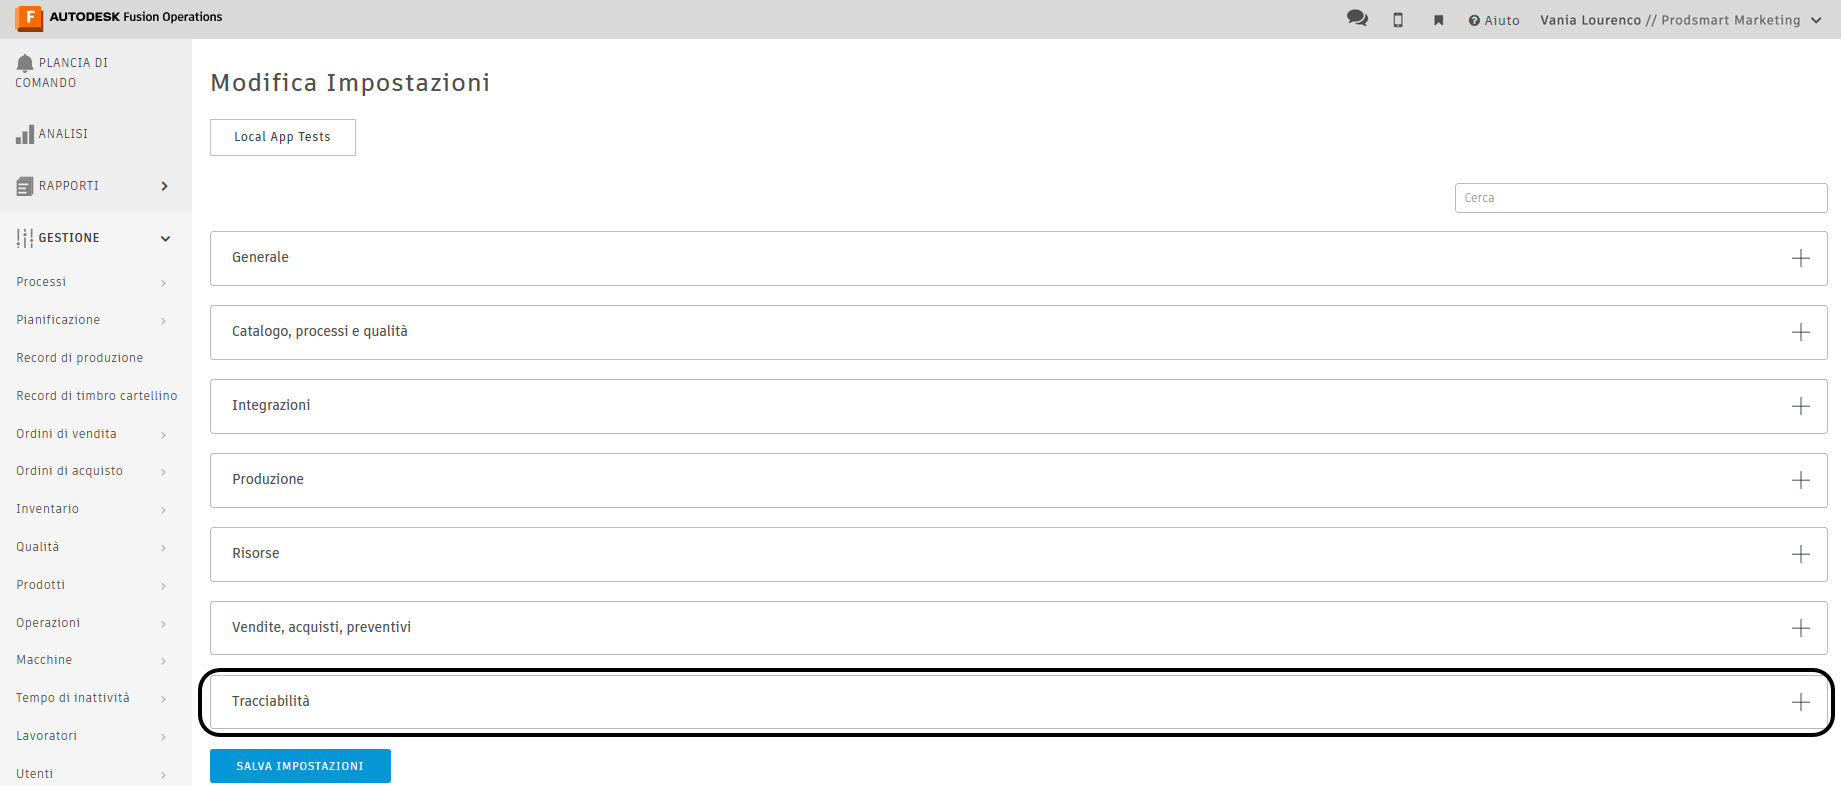 AUTODESK Fusion Operations
Aiuto
Vania Lourenco // Prodsmart Marketing
PLANCIA DI
COMANDO
ANALISI
RAPPORTI
GESTIONE
Processi
Pianificazione
Record di produzione
Record di timbro cartellino
Ordini di vendita
Ordini di acquisto
Inventario
Qualità
Prodotti
Operazioni
Macchine
Tempo di inattività
Lavoratori
Utenti
Modifica Impostazioni
Local App Tests
Cerca
Generale
Catalogo, processi e qualità
Integrazioni
Produzione
Risorse
Vendite, acquisti, preventivi
Tracciabilità
SALVA IMPOSTAZIONI